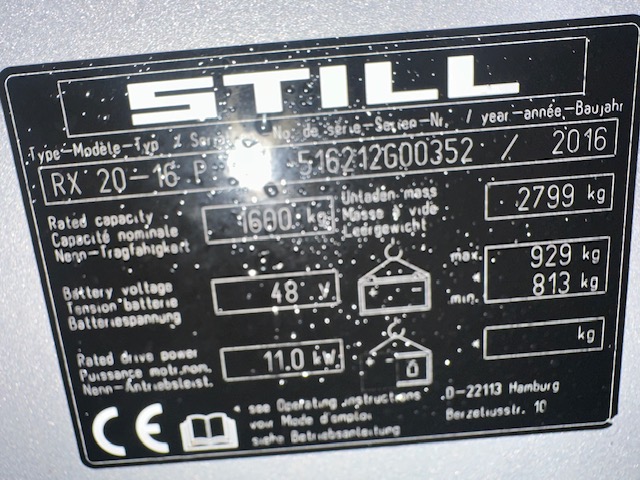 STILL
Type-Modèle-Typ / Serial No. de série-Serien-Nr. / year-année-Baujahr
RX 20-16 P 516212G00352 / 2016
Rated capacity
Capacité nominale
Nenn-Tragfähigkeit
1600 kg
Unladen mass
Masse à vide
Leergewicht
2799 kg
Battery voltage
Tension batterie
Batteriespannung
48 V
max. 929 kg
min. 813 kg
Rated drive power
Puissance motr.nom.
Nenn-Antriebsleist.
11.0 kW
kg
see Operating instructions
voir Mode d'emploi
siehe Betriebsanleitung
D-22113 Hamburg
Berzeliusstr. 10
CE